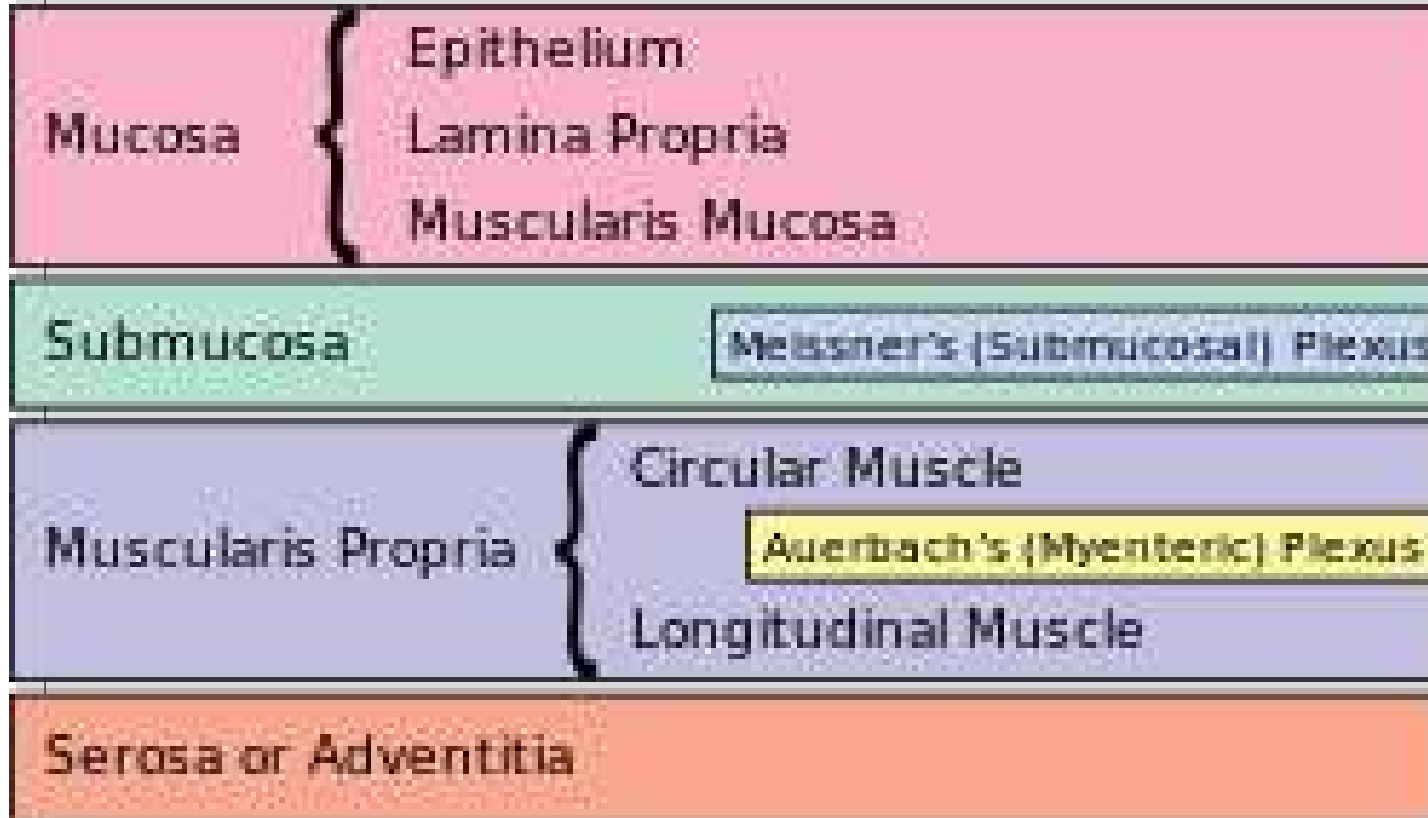 Epithelium
Mucosa
Lamina Propria
Muscularis Mucosa
Submucosa
Meissner's (Submucosal) Plexus
Circular Muscle
Muscularis Propria
Auerbach's (Myenteric) Plexus
Longitudinal Muscle
Serosa or Adventitia